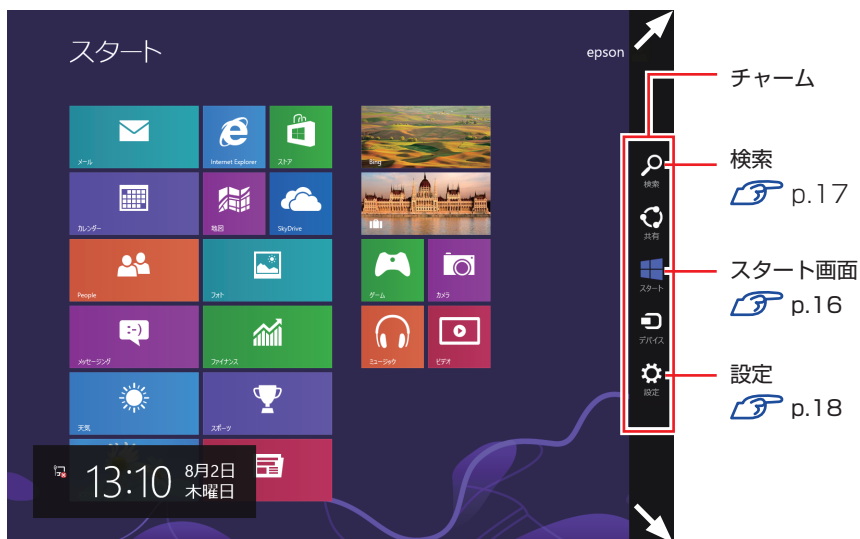 スタート
epson
メール
Internet Explorer
ストア
Bing
カレンダー
地図
SkyDrive
People
フォト
ゲーム
カメラ
メッセージング
ファイナンス
ミュージック
ビデオ
天気
スポーツ
13:10
8月2日
木曜日
検索
共有
スタート
デバイス
設定
チャーム
検索
p.17
スタート画面
p.16
設定
p.18